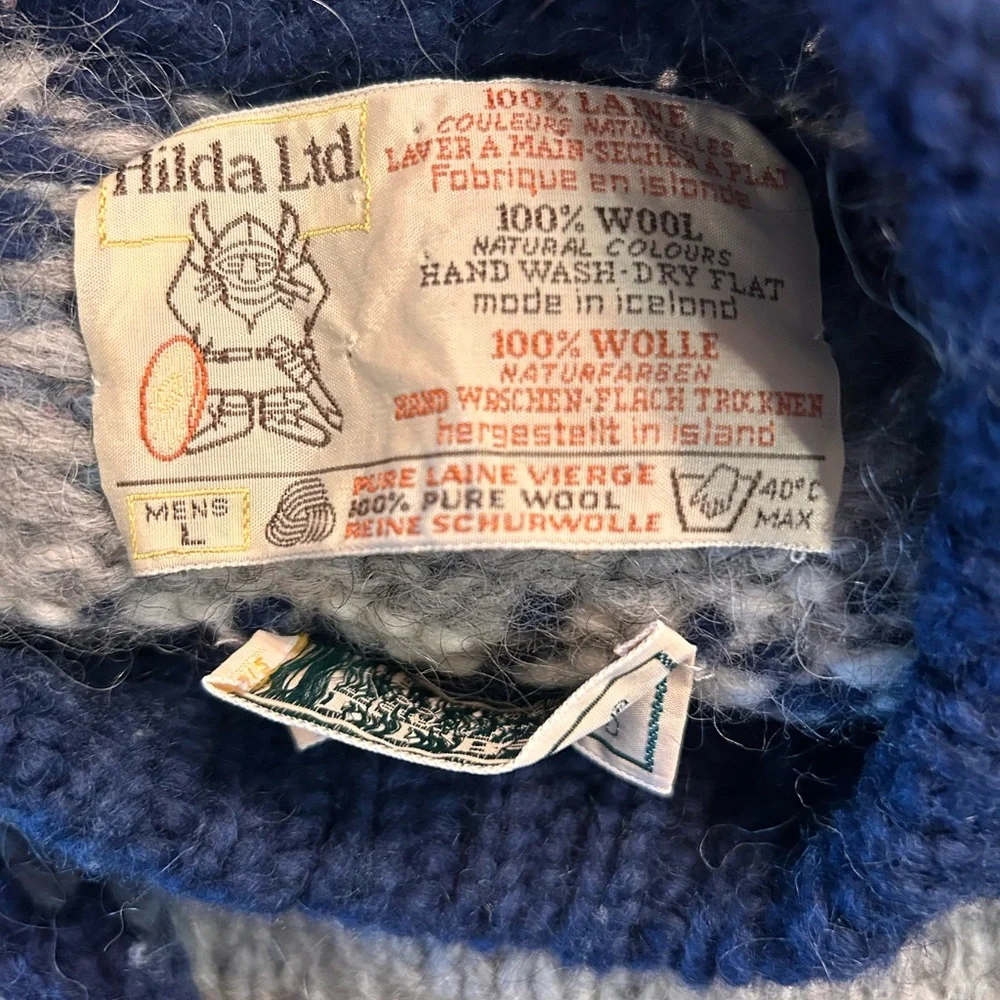 Hilda Ltd
100% LAINE
COULEURS NATURELLES
LAVER A MAIN-SECHER A PLAT
Fabrique en islande
100% WOOL
NATURAL COLOURS
HAND WASH-DRY FLAT
made in iceland
100% WOLLE
NATURFARBEN
HAND WASCHEN-FLACH TROCKNEN
hergestellt in island
MENS
L
PURE LAINE VIERGE
100% PURE WOOL
REINE SCHURWOLLE
40°C
MAX